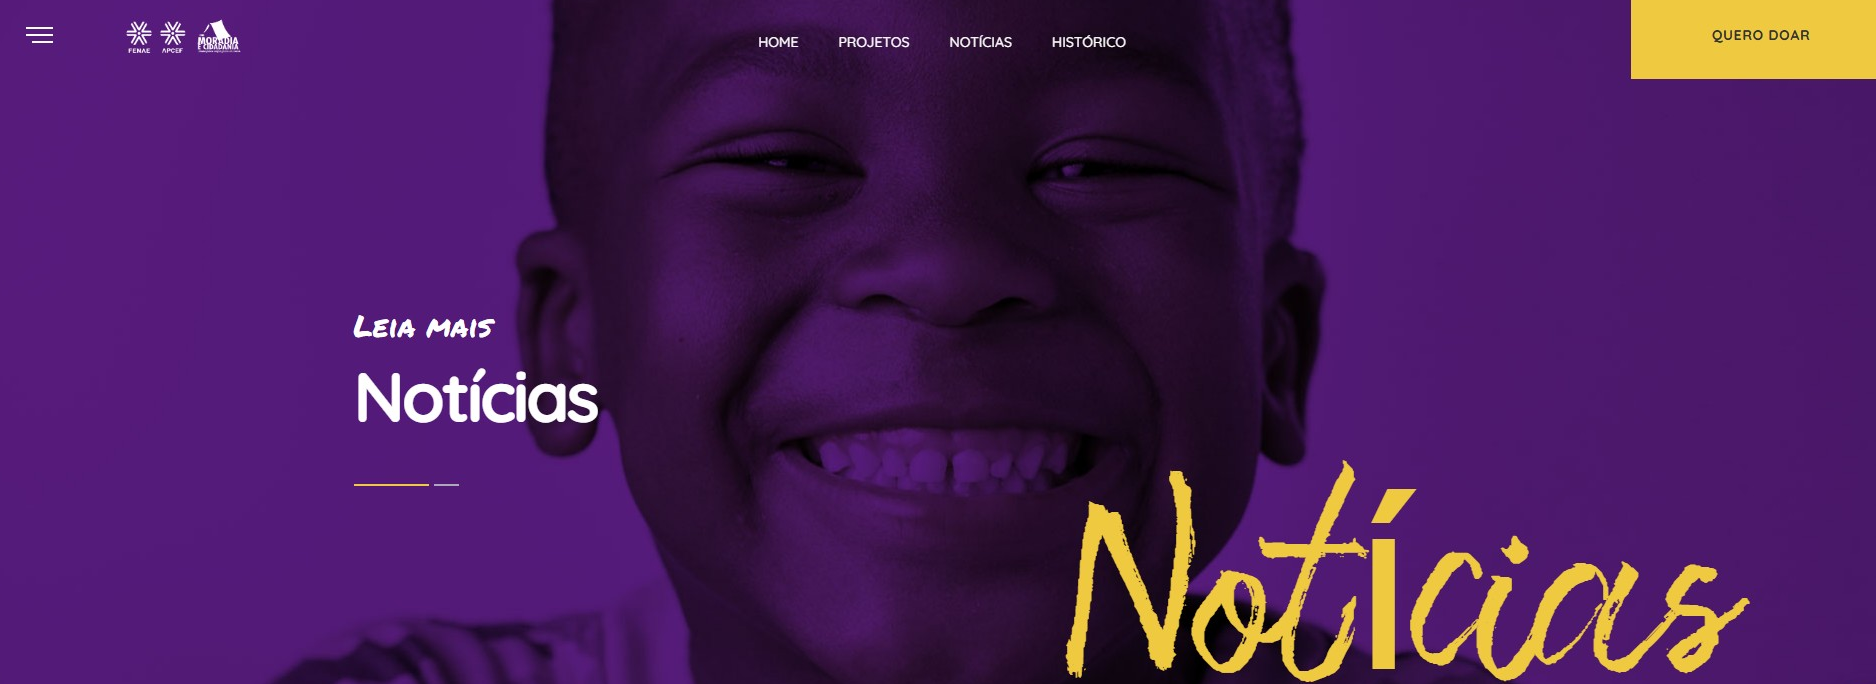 FENAE APCEF MORADIA E CIDADANIA
HOME PROJETOS NOTÍCIAS HISTÓRICO
QUERO DOAR
Leia mais
Notícias
Notícias